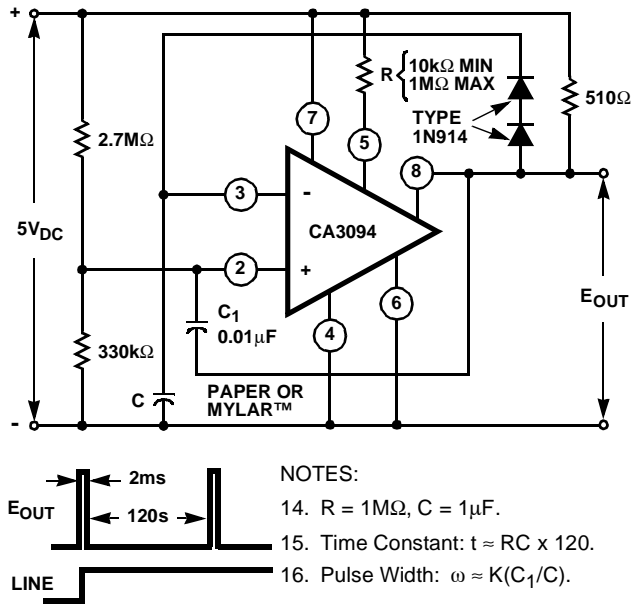 +
10kΩ MIN
R { 1MΩ MAX
7
TYPE
1N914
510Ω
2.7MΩ
5
8
3
-
5VDC
CA3094
2
+
6
EOUT
C1
0.01µF
4
330kΩ
C
PAPER OR
MYLAR™
-
2ms
EOUT
120s
LINE
NOTES:
14. R = 1MΩ, C = 1µF.
15. Time Constant: t ≈ RC x 120.
16. Pulse Width: ω ≈ K(C1/C).